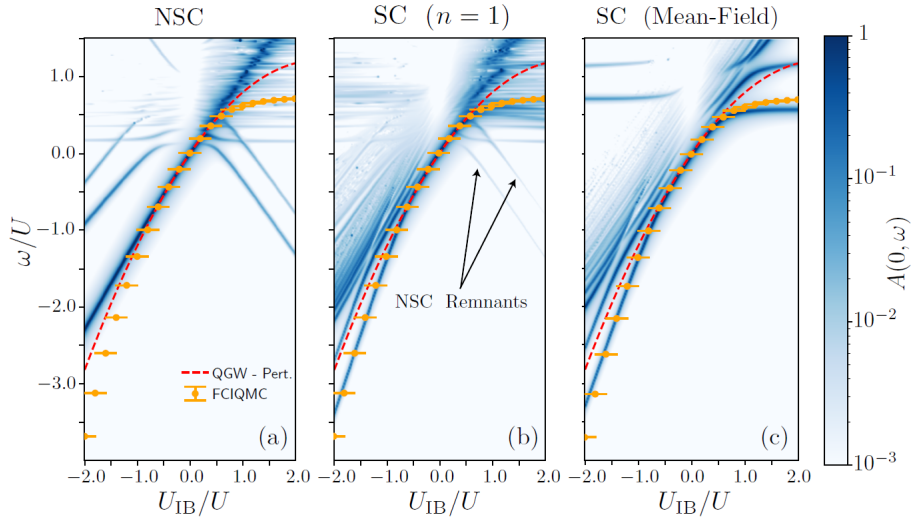 NSC
SC (n = 1)
SC (Mean-Field)
1.0
0.0
−1.0
−2.0
−3.0
ω/U
QGW - Pert.
FCIQMC
(a)
NSC Remnants
(b)
(c)
−2.0 −1.0 0.0 1.0 2.0
−2.0 −1.0 0.0 1.0 2.0
−2.0 −1.0 0.0 1.0 2.0
U_IB/U
U_IB/U
U_IB/U
1
10⁻¹
10⁻²
10⁻³
A(0, ω)